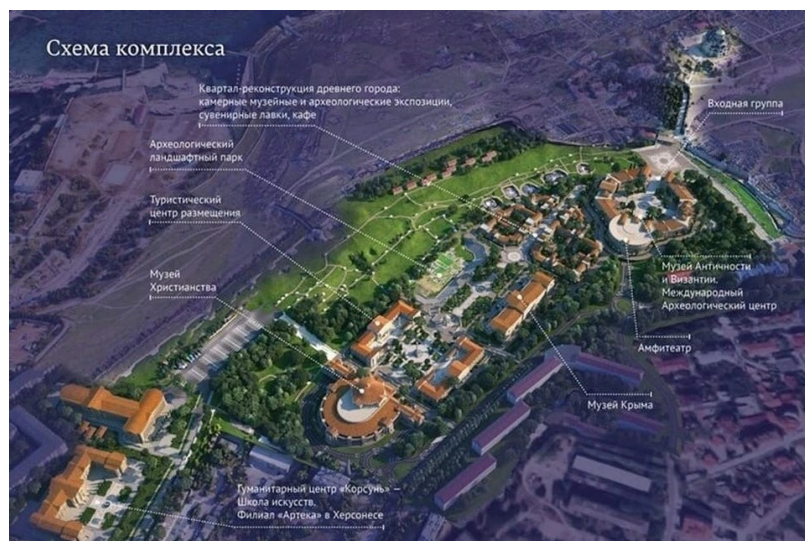 Схема комплекса
Квартал-реконструкция древнего города:
камерные музейные и археологические экспозиции,
сувенирные лавки, кафе
Входная группа
Археологический
ландшафтный парк
Туристический
центр размещения
Музей
Христианства
Музей Античности
и Византии.
Международный
Археологический центр
Амфитеатр
Музей Крыма
Гуманитарный центр «Корсунь» –
Школа искусств.
Филиал «Артека» в Херсонесе